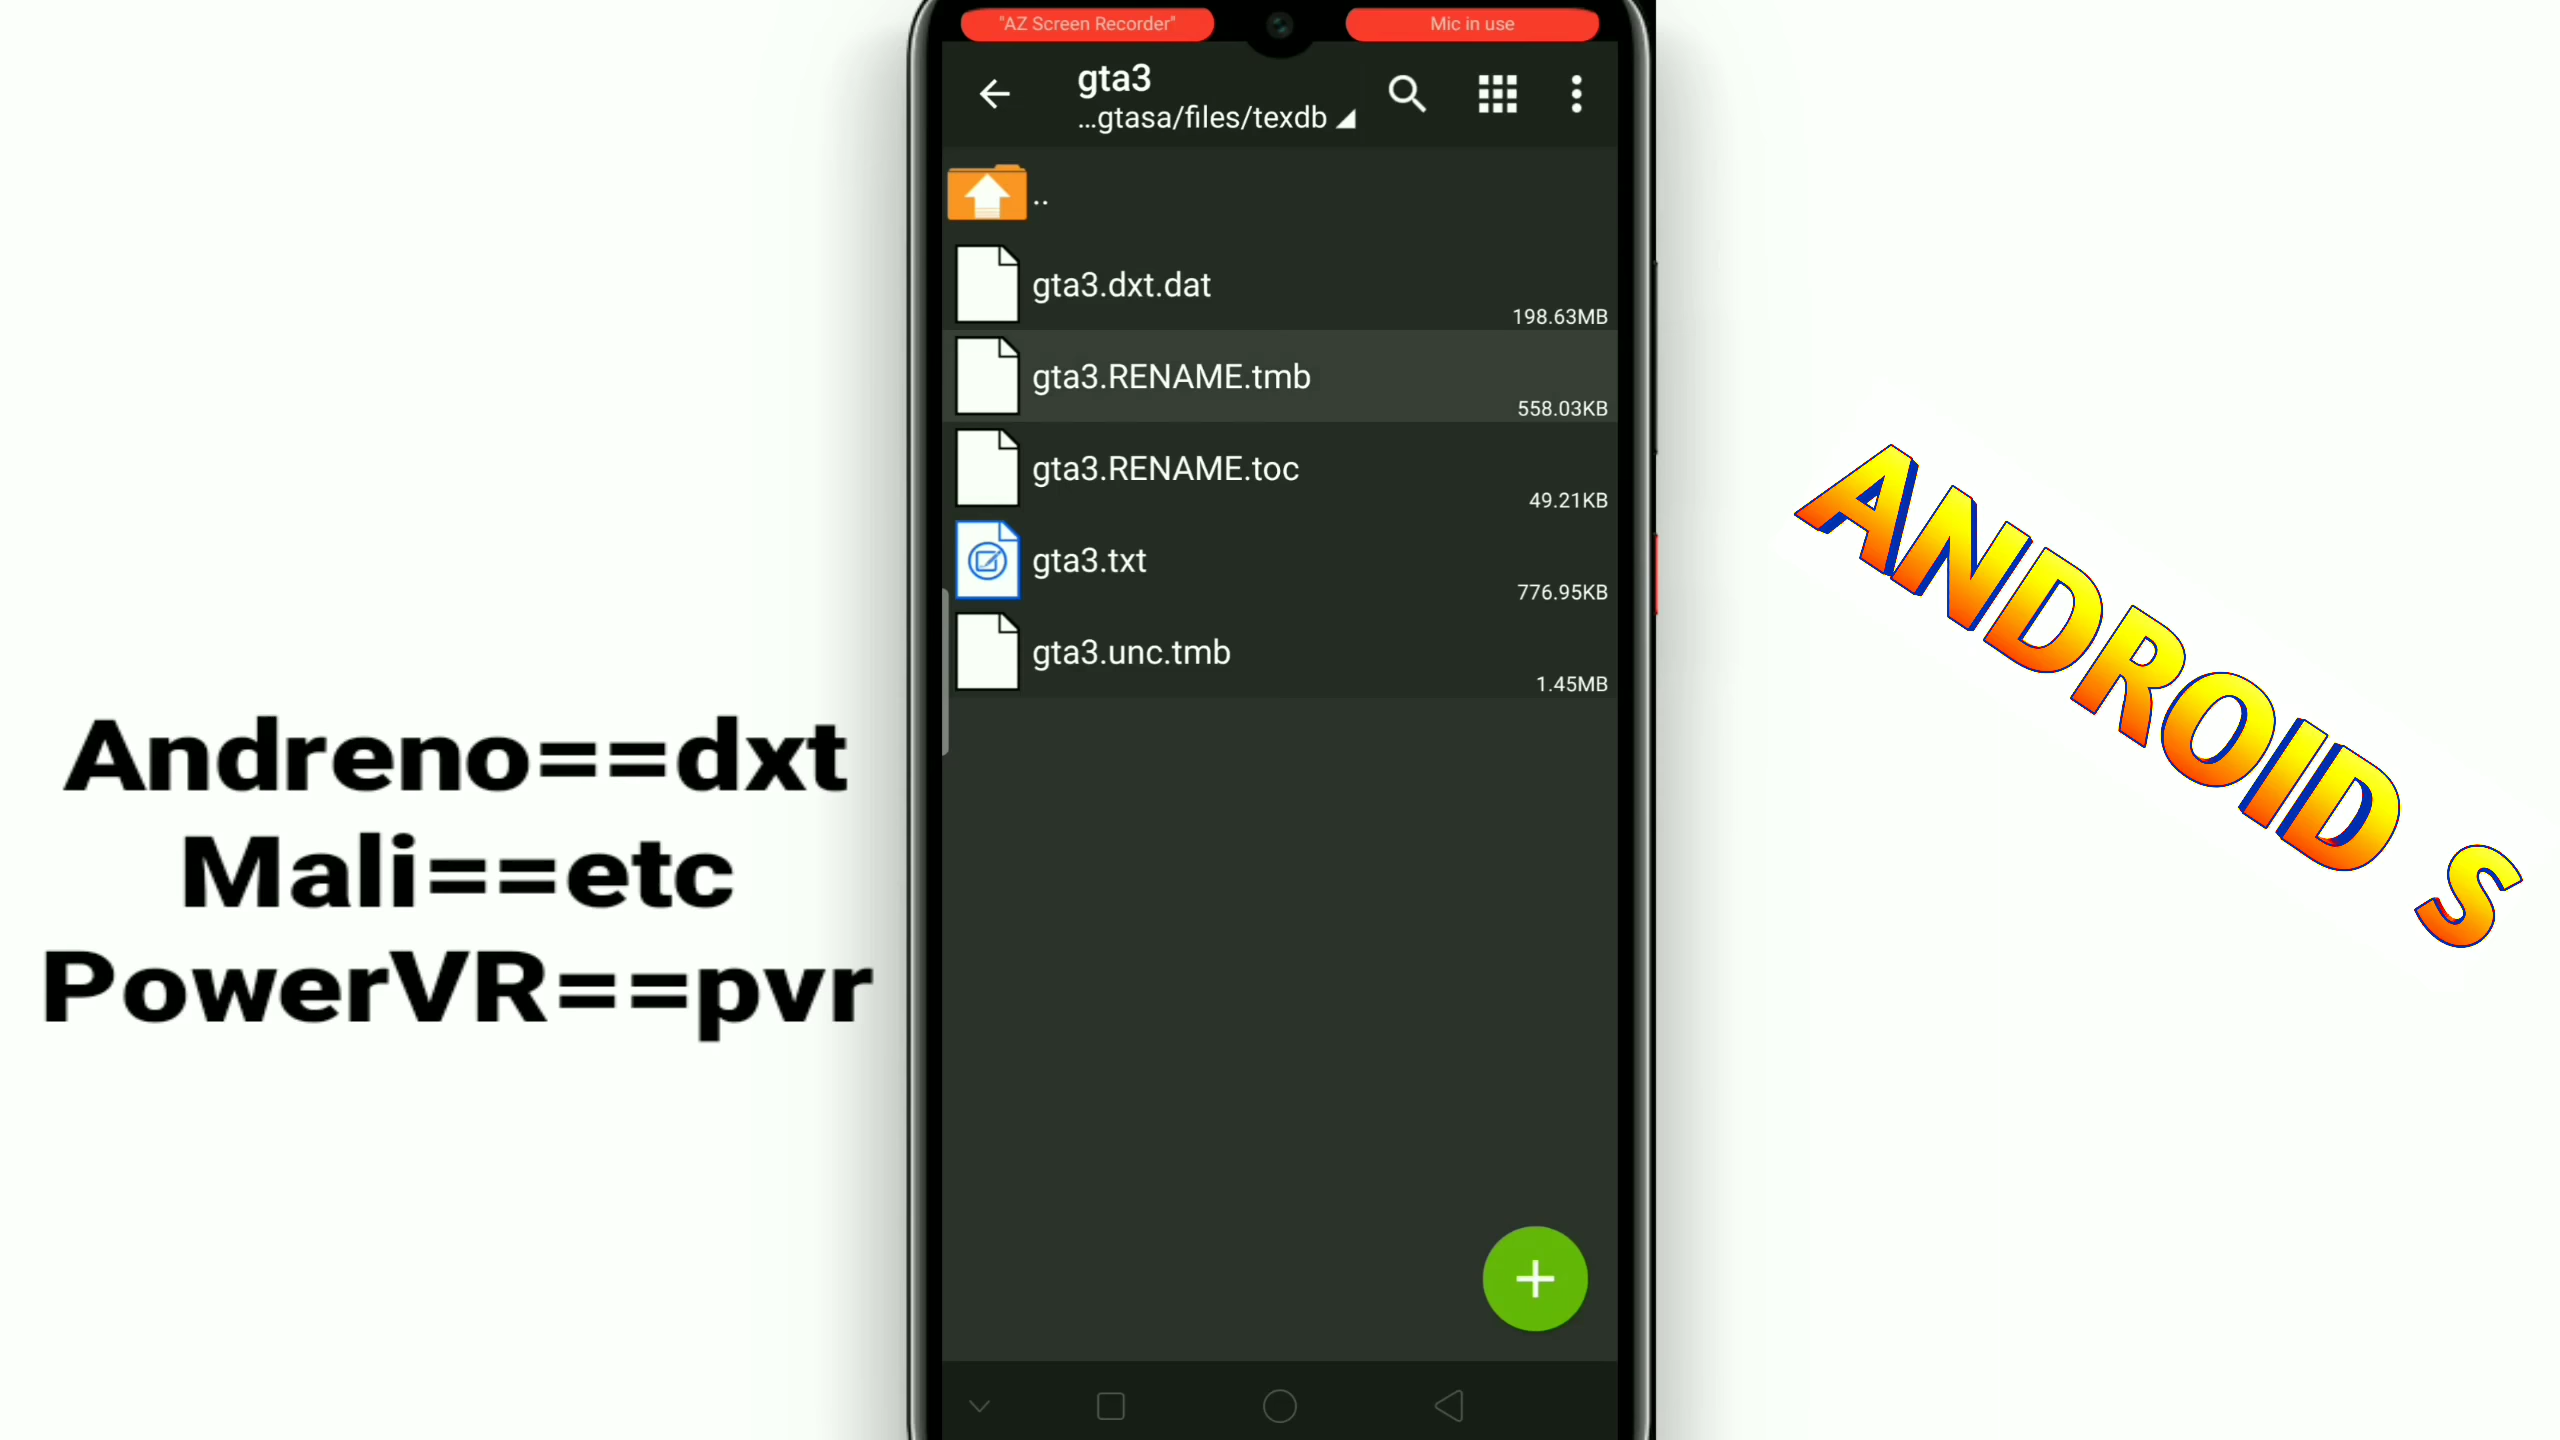 "AZ Screen Recorder"
Mic in use
gta3
...gtasa/files/texdb
..
gta3.dxt.dat
198.63MB
gta3.RENAME.tmb
558.03KB
gta3.RENAME.toc
49.21KB
gta3.txt
776.95KB
gta3.unc.tmb
1.45MB
Andreno==dxt
Mali==etc
PowerVR==pvr
ANDROID S